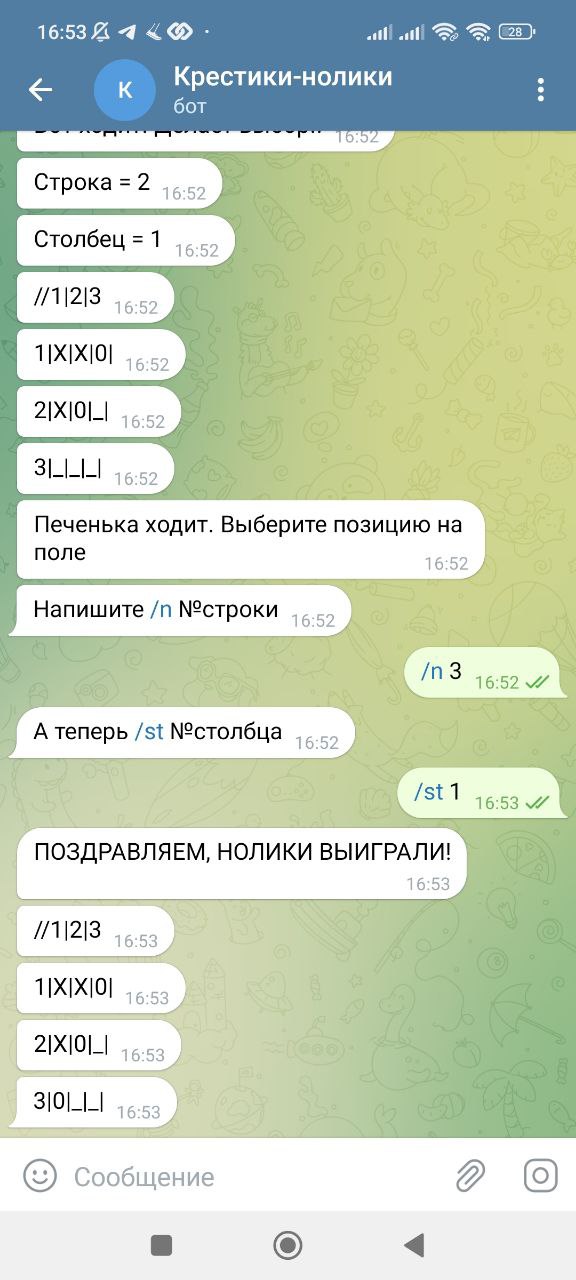 16:53
28
К
Крестики-нолики
бот
16:52
Строка = 2 16:52
Столбец = 1 16:52
//1|2|3 16:52
1|X|X|0| 16:52
2|X|0|_| 16:52
3|_|_|_| 16:52
Печенька ходит. Выберите позицию на
поле
16:52
Напишите /n №строки 16:52
/n 3 16:52
А теперь /st №столбца 16:52
/st 1 16:53
ПОЗДРАВЛЯЕМ, НОЛИКИ ВЫИГРАЛИ!
16:53
//1|2|3 16:53
1|X|X|0| 16:53
2|X|0|_| 16:53
3|0|_|_| 16:53
Сообщение